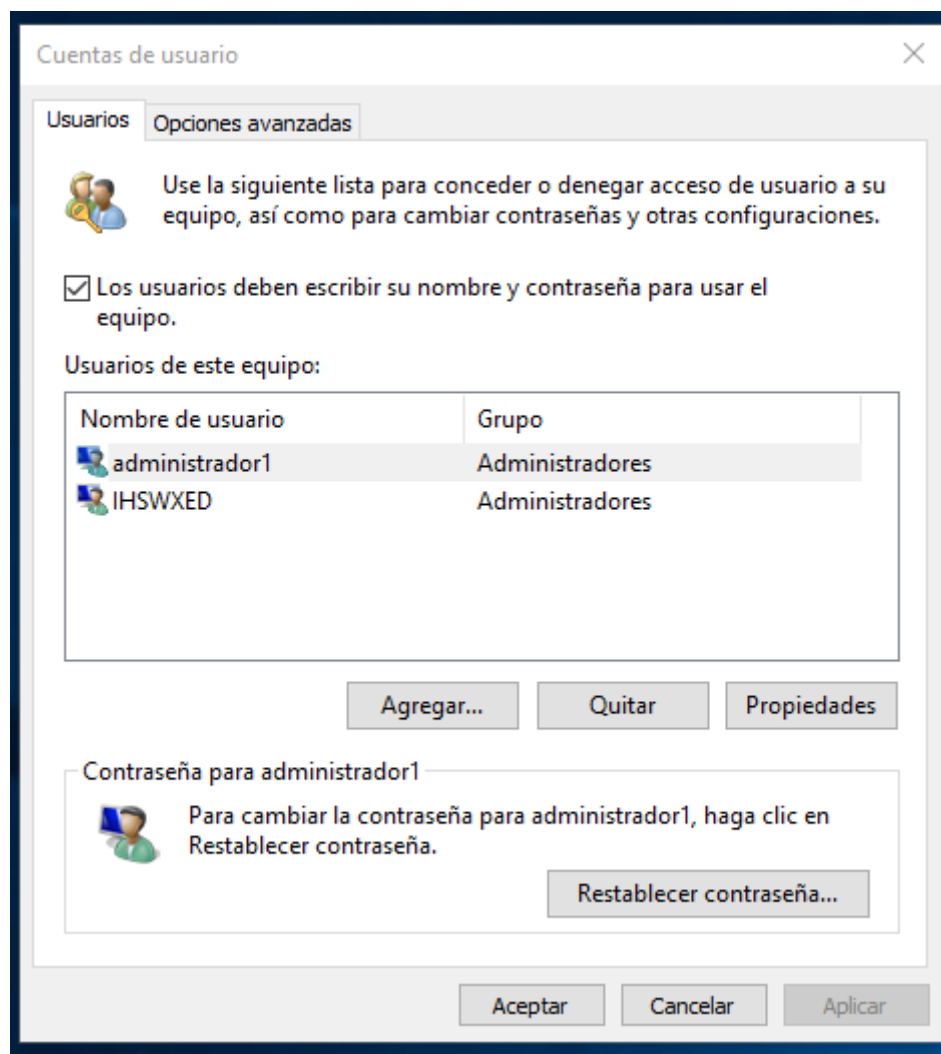 Cuentas de usuario
Usuarios Opciones avanzadas
Use la siguiente lista para conceder o denegar acceso de usuario a su
equipo, así como para cambiar contraseñas y otras configuraciones.
Los usuarios deben escribir su nombre y contraseña para usar el
equipo.
Usuarios de este equipo:
Nombre de usuario Grupo
administrador1 Administradores
IHSWXED Administradores
Agregar... Quitar Propiedades
Contraseña para administrador1
Para cambiar la contraseña para administrador1, haga clic en
Restablecer contraseña.
Restablecer contraseña...
Aceptar Cancelar Aplicar